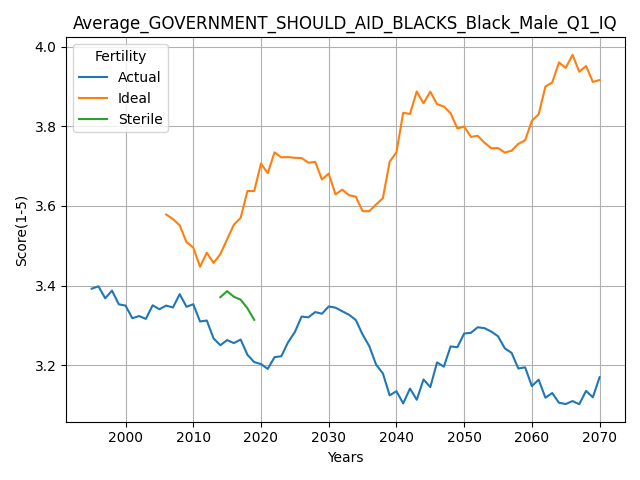 Average_GOVERNMENT_SHOULD_AID_BLACKS_Black_Male_Q1_IQ
Fertility
Actual
Ideal
Sterile
Score(1-5)
4.0
3.8
3.6
3.4
3.2
2000 2010 2020 2030 2040 2050 2060 2070
Years